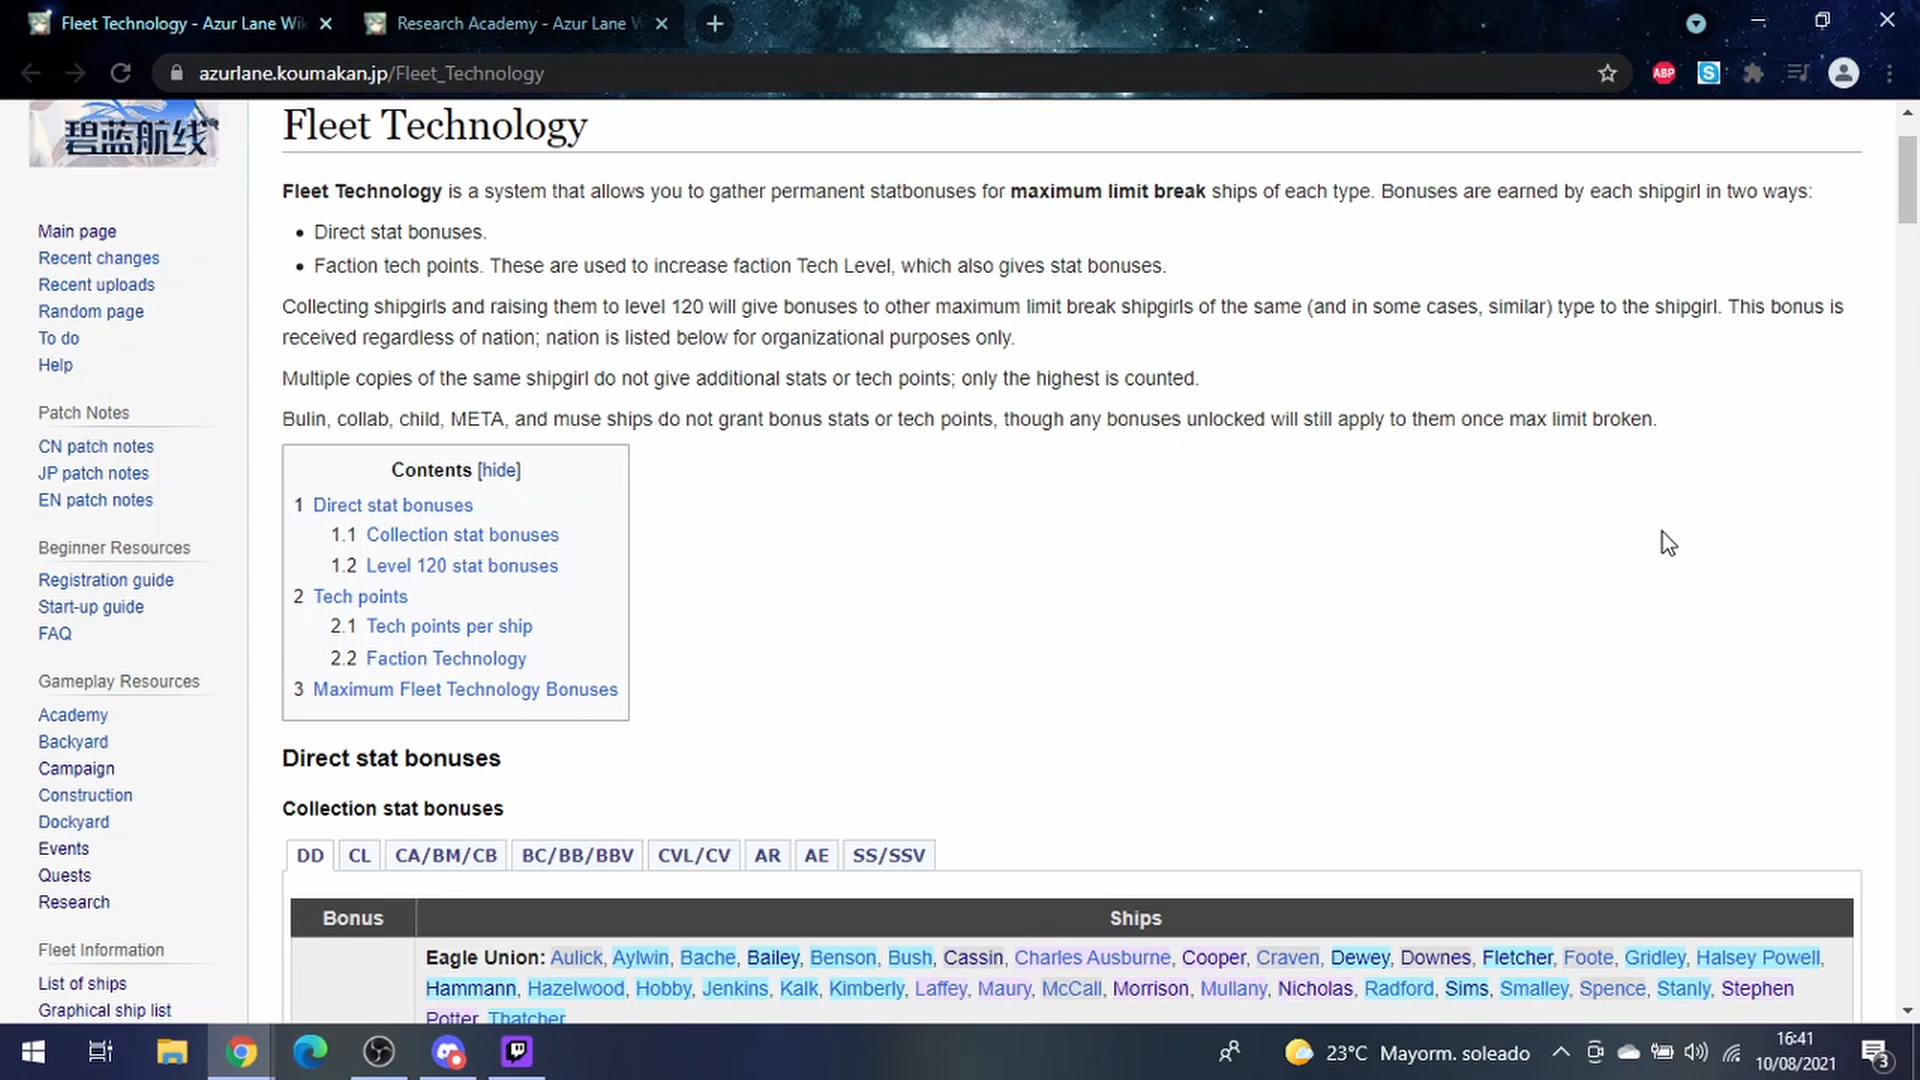 Fleet Technology - Azur Lane Wi
Research Academy - Azur Lane W
azurlane.koumakan.jp/Fleet_Technology
ABP
S
碧蓝航线
Main page
Recent changes
Recent uploads
Random page
To do
Help
Patch Notes
CN patch notes
JP patch notes
EN patch notes
Beginner Resources
Registration guide
Start-up guide
FAQ
Gameplay Resources
Academy
Backyard
Campaign
Construction
Dockyard
Events
Quests
Research
Fleet Information
List of ships
Graphical ship list
Fleet Technology
Fleet Technology is a system that allows you to gather permanent statbonuses for maximum limit break ships of each type. Bonuses are earned by each shipgirl in two ways:
• Direct stat bonuses.
• Faction tech points. These are used to increase faction Tech Level, which also gives stat bonuses.
Collecting shipgirls and raising them to level 120 will give bonuses to other maximum limit break shipgirls of the same (and in some cases, similar) type to the shipgirl. This bonus is
received regardless of nation; nation is listed below for organizational purposes only.
Multiple copies of the same shipgirl do not give additional stats or tech points; only the highest is counted.
Bulin, collab, child, META, and muse ships do not grant bonus stats or tech points, though any bonuses unlocked will still apply to them once max limit broken.
Contents [hide]
1 Direct stat bonuses
1.1 Collection stat bonuses
1.2 Level 120 stat bonuses
2 Tech points
2.1 Tech points per ship
2.2 Faction Technology
3 Maximum Fleet Technology Bonuses
Direct stat bonuses
Collection stat bonuses
DD CL CA/BM/CB BC/BB/BBV CVL/CV AR AE SS/SSV
Bonus Ships
Eagle Union: Aulick, Aylwin, Bache, Bailey, Benson, Bush, Cassin, Charles Ausburne, Cooper, Craven, Dewey, Downes, Fletcher, Foote, Gridley, Halsey Powell,
Hammann, Hazelwood, Hobby, Jenkins, Kalk, Kimberly, Laffey, Maury, McCall, Morrison, Mullany, Nicholas, Radford, Sims, Smalley, Spence, Stanly, Stephen
Potter, Thatcher
23°C Mayorm. soleado
16:41
10/08/2021
3